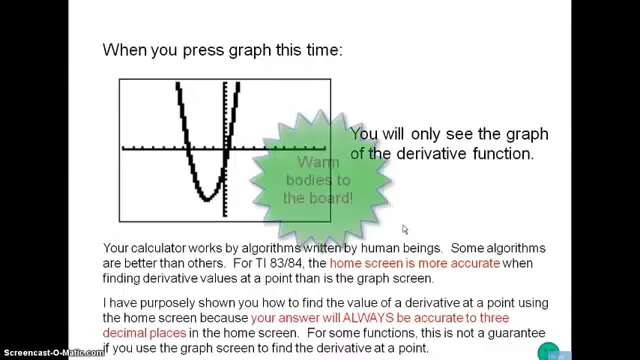 When you press graph this time:
You will only see the graph
of the derivative function.
Warm
bodies to
the board!
Your calculator works by algorithms written by human beings. Some algorithms
are better than others. For TI 83/84, the home screen is more accurate when
finding derivative values at a point than is the graph screen.
I have purposely shown you how to find the value of a derivative at a point using
the home screen because your answer will ALWAYS be accurate to three
decimal places in the home screen. For some functions, this is not a guarantee
if you use the graph screen to find the derivative at a point.
Screencast-O-Matic.com